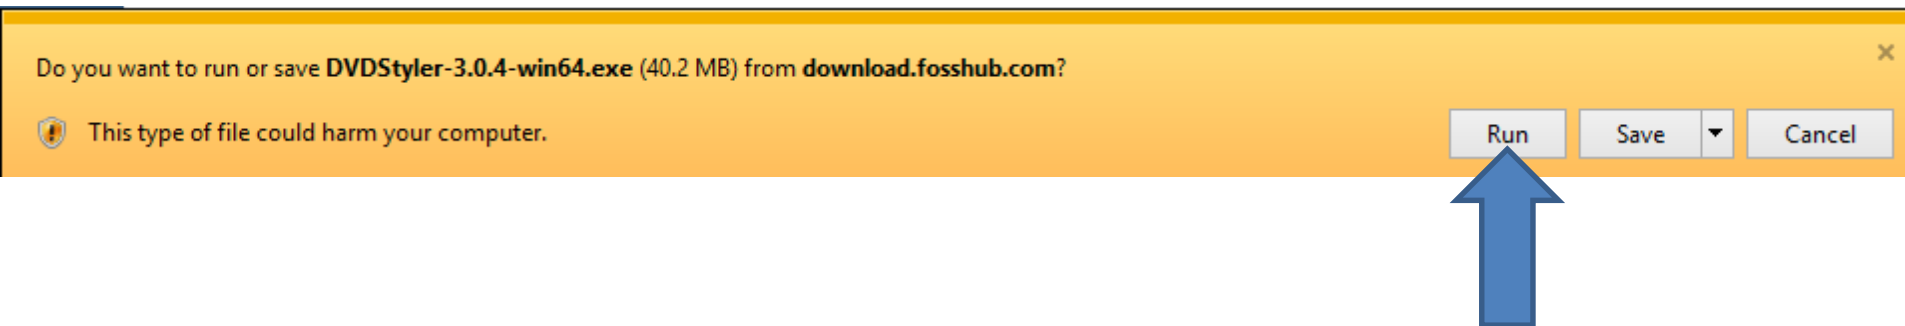 Do you want to run or save DVDStyler-3.0.4-win64.exe (40.2 MB) from download.fosshub.com?
This type of file could harm your computer.
Run Save Cancel